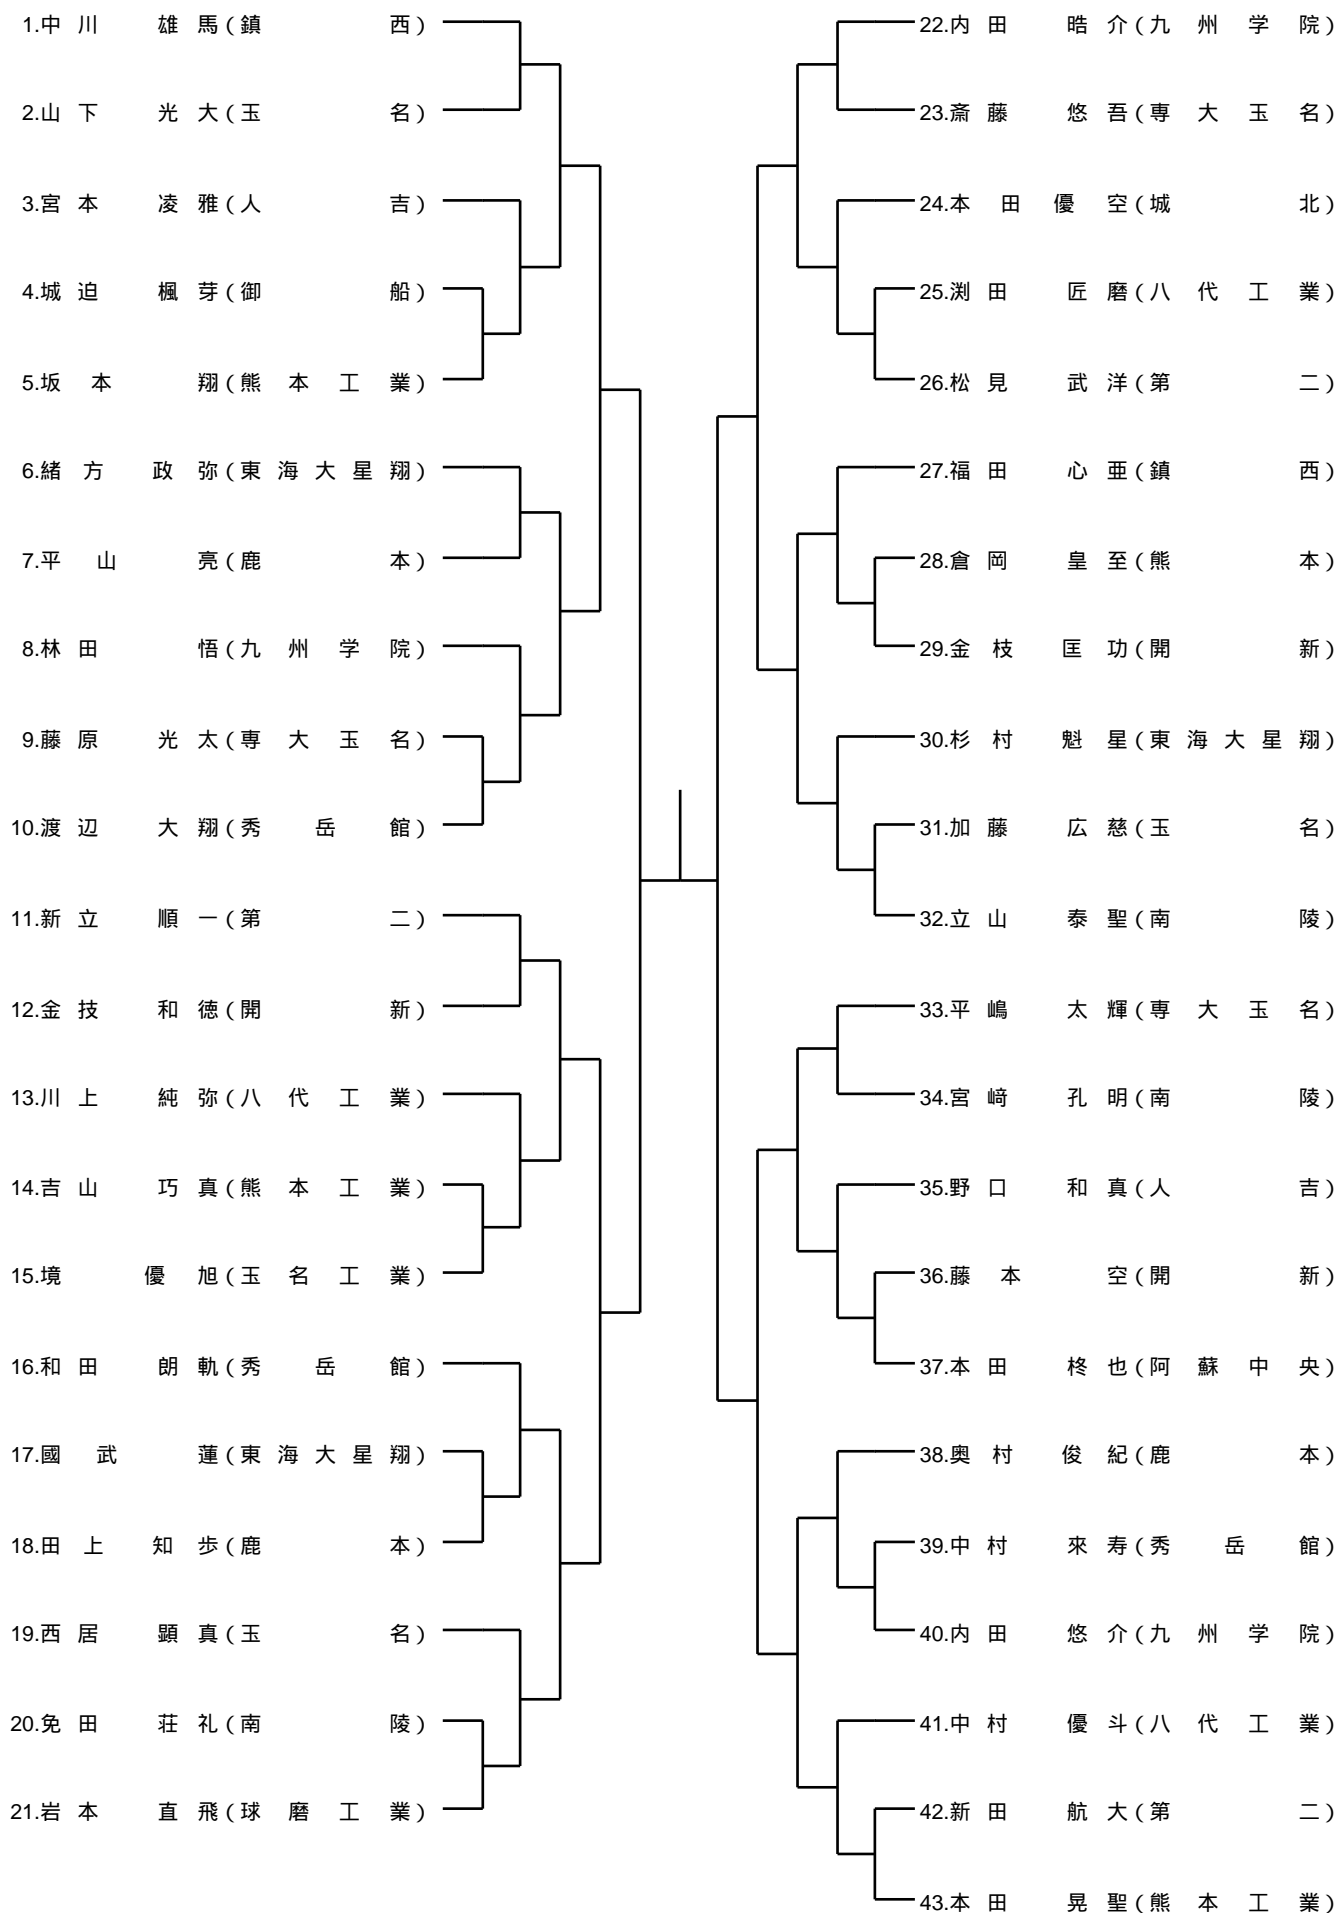 1.中川 雄馬(鎮西)
2.山下 光大(玉名)
3.宮本 凌雅(人吉)
4.城迫 楓芽(御船)
5.坂本 翔(熊本工業)
6.緒方 政弥(東海大星翔)
7.平山 亮(鹿本)
8.林田 悟(九州学院)
9.藤原 光太(専大玉名)
10.渡辺 大翔(秀岳館)
11.新立 順一(第二)
12.金技 和徳(開新)
13.川上 純弥(八代工業)
14.吉山 巧真(熊本工業)
15.境 優旭(玉名工業)
16.和田 朗軌(秀岳館)
17.國武 蓮(東海大星翔)
18.田上 知歩(鹿本)
19.西居 顕真(玉名)
20.免田 荘礼(南陵)
21.岩本 直飛(球磨工業)
22.内田 晧介(九州学院)
23.斎藤 悠吾(専大玉名)
24.本田優空(城北)
25.渕田 匠磨(八代工業)
26.松見 武洋(第二)
27.福田 心亜(鎮西)
28.倉岡 皇至(熊本)
29.金枝 匡功(開新)
30.杉村 魁星(東海大星翔)
31.加藤 広慈(玉名)
32.立山 泰聖(南陵)
33.平嶋 太輝(専大玉名)
34.宮﨑 孔明(南陵)
35.野口 和真(人吉)
36.藤本 空(開新)
37.本田 柊也(阿蘇中央)
38.奥村 俊紀(鹿本)
39.中村 來寿(秀岳館)
40.内田 悠介(九州学院)
41.中村 優斗(八代工業)
42.新田 航大(第二)
43.本田 晃聖(熊本工業)